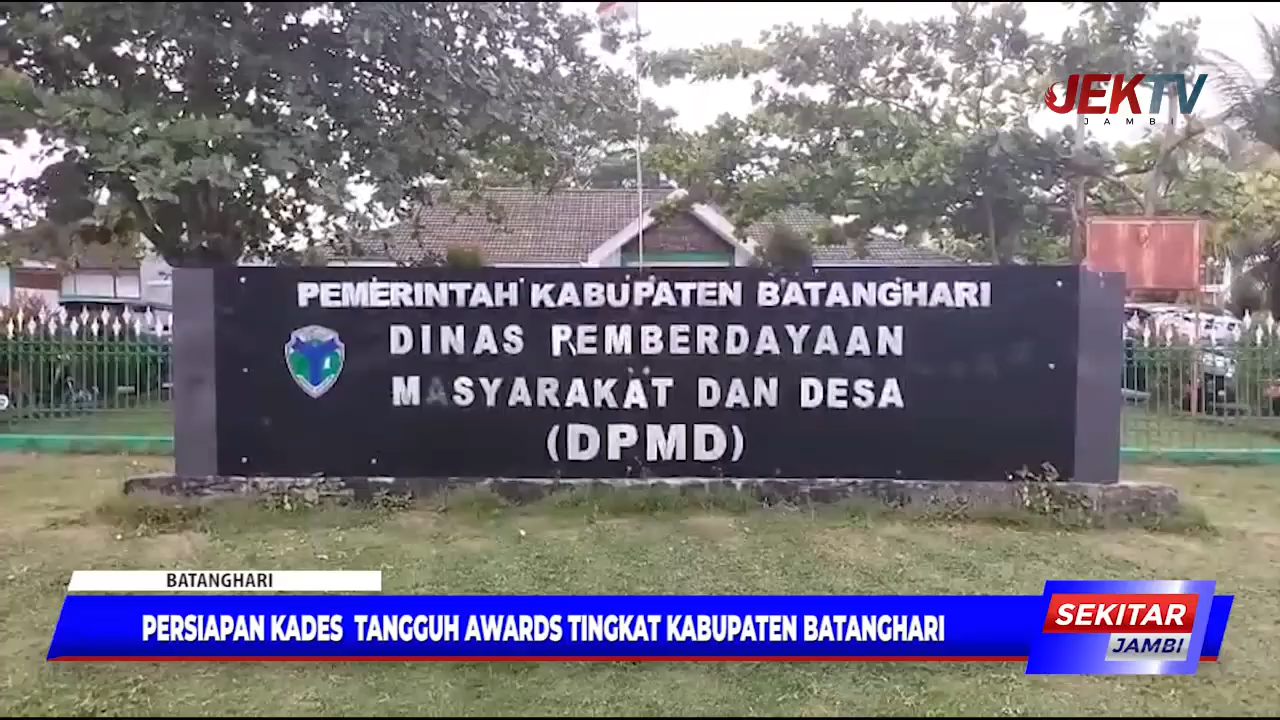 JEKTV
JAMBI
PEMERINTAH KABUPATEN BATANGHARI
DINAS PEMBERDAYAAN
MASYARAKAT DAN DESA
(DPMD)
BATANGHARI
PERSIAPAN KADES TANGGUH AWARDS TINGKAT KABUPATEN BATANGHARI
SEKITAR
JAMBI